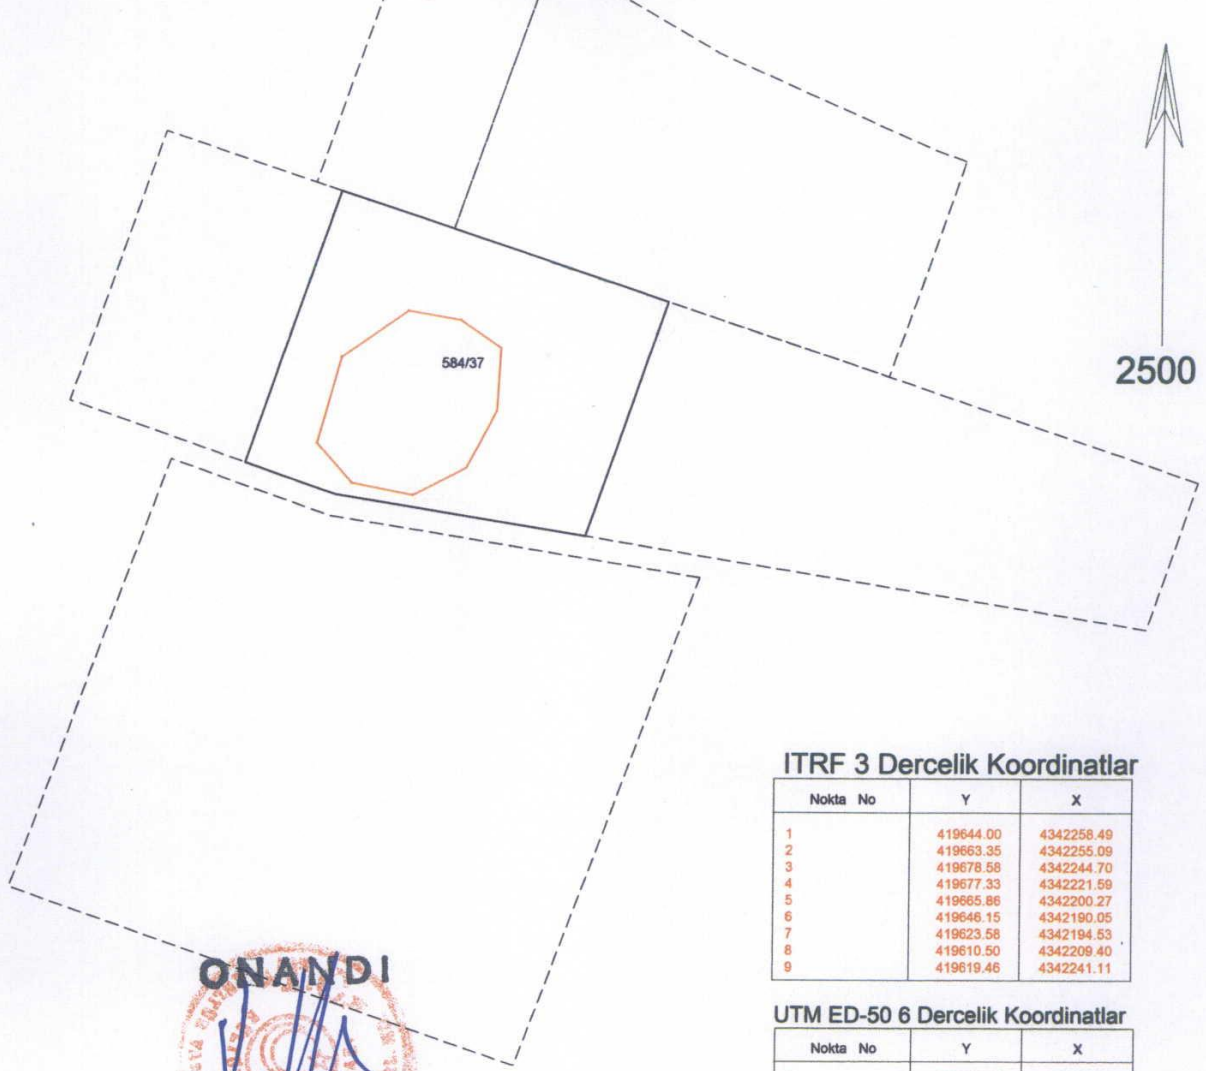 584/37
2500
ITRF 3 Dercelik Koordinatlar
Nokta No Y X
1 419644.00 4342258.49
2 419663.35 4342255.09
3 419678.58 4342244.70
4 419677.33 4342221.59
5 419665.86 4342200.27
6 419646.15 4342190.05
7 419623.58 4342194.53
8 419610.50 4342209.40
9 419619.46 4342241.11
ONANDI
UTM ED-50 6 Dercelik Koordinatlar
Nokta No Y X